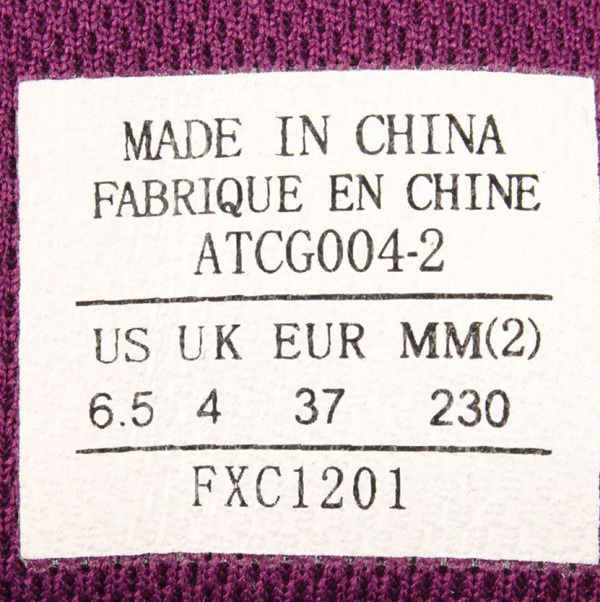 MADE IN CHINA
FABRIQUE EN CHINE
ATCG004-2
US UK EUR MM(2)
6.5 4 37 230
FXC1201